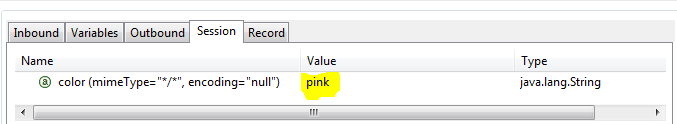 Inbound Variables Outbound Session Record
Name Value Type
a color (mimeType="*/*", encoding="null") pink java.lang.String